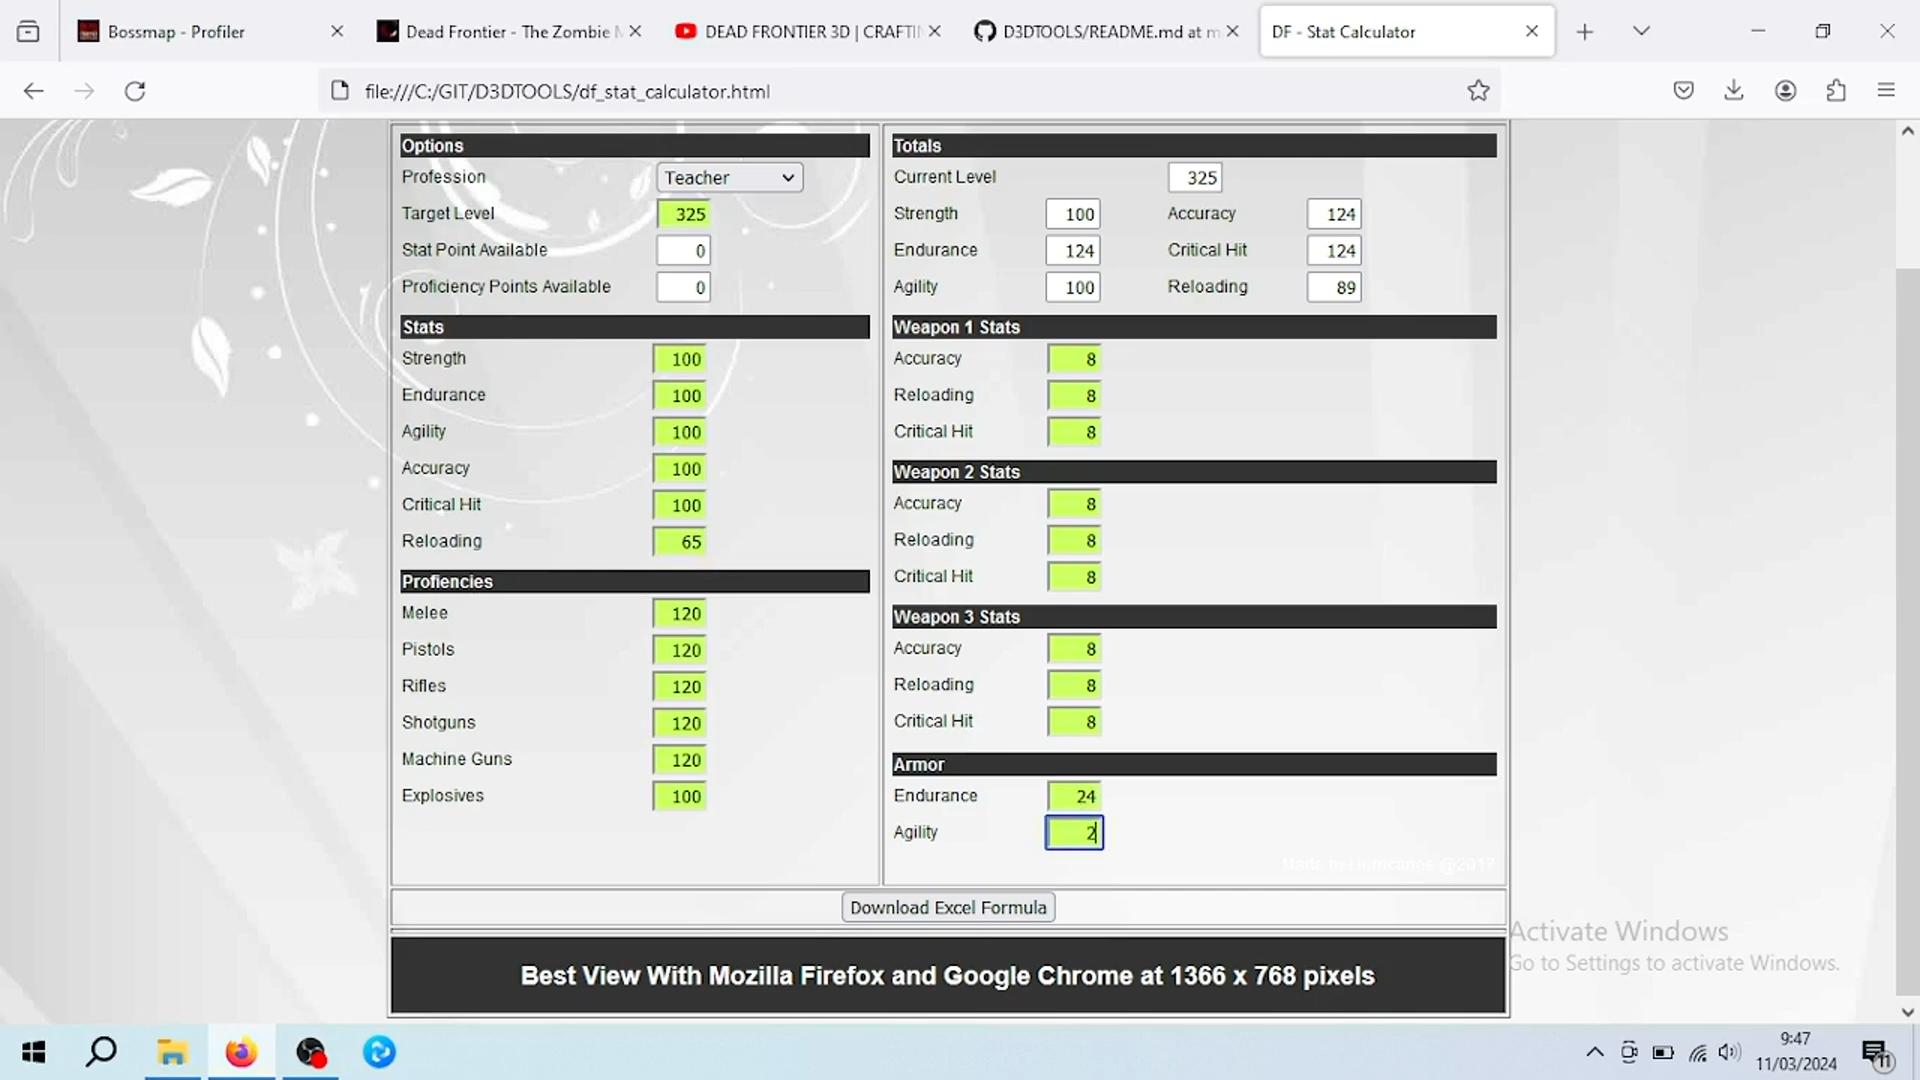 Bossmap - Profiler
Dead Frontier - The Zombie M
DEAD FRONTIER 3D | CRAFTIN
D3DTOOLS/README.md at m
DF - Stat Calculator
file:///C:/GIT/D3DTOOLS/df_stat_calculator.html
Options
Profession Teacher
Target Level 325
Stat Point Available 0
Proficiency Points Available 0
Stats
Strength 100
Endurance 100
Agility 100
Accuracy 100
Critical Hit 100
Reloading 65
Profiencies
Melee 120
Pistols 120
Rifles 120
Shotguns 120
Machine Guns 120
Explosives 100
Totals
Current Level 325
Strength 100 Accuracy 124
Endurance 124 Critical Hit 124
Agility 100 Reloading 89
Weapon 1 Stats
Accuracy 8
Reloading 8
Critical Hit 8
Weapon 2 Stats
Accuracy 8
Reloading 8
Critical Hit 8
Weapon 3 Stats
Accuracy 8
Reloading 8
Critical Hit 8
Armor
Endurance 24
Agility 2
Made by @2017
Download Excel Formula
Best View With Mozilla Firefox and Google Chrome at 1366 x 768 pixels
Activate Windows
Go to Settings to activate Windows.
9:47
11/03/2024
11